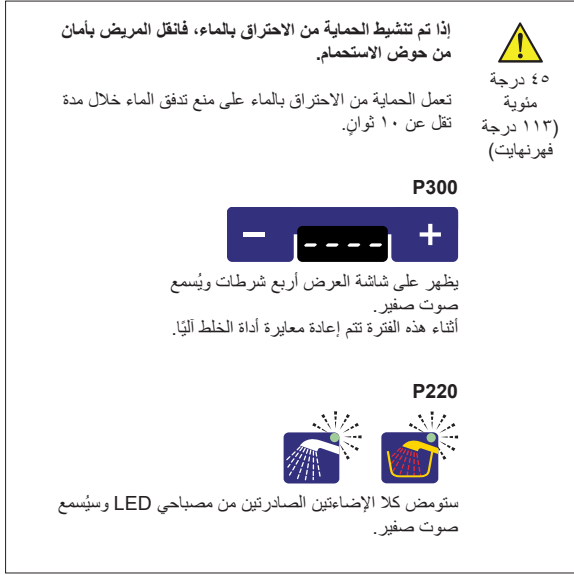 إذا تم تنشيط الحماية من الاحتراق بالماء، فانقل المريض بأمان
من حوض الاستحمام.
٤٥ درجة
مئوية
(١١٣ درجة
فهرنهايت)
تعمل الحماية من الاحتراق بالماء على منع تدفق الماء خلال مدة
تقل عن ١٠ ثوانٍ.
P300
– ---- +
يظهر على شاشة العرض أربع شرطات ويُسمع
صوت صفير.
أثناء هذه الفترة تتم إعادة معايرة أداة الخلط آليًا.
P220
ستومض كلا الإضاءتين الصادرتين من مصباحي LED وسيُسمع
صوت صفير.